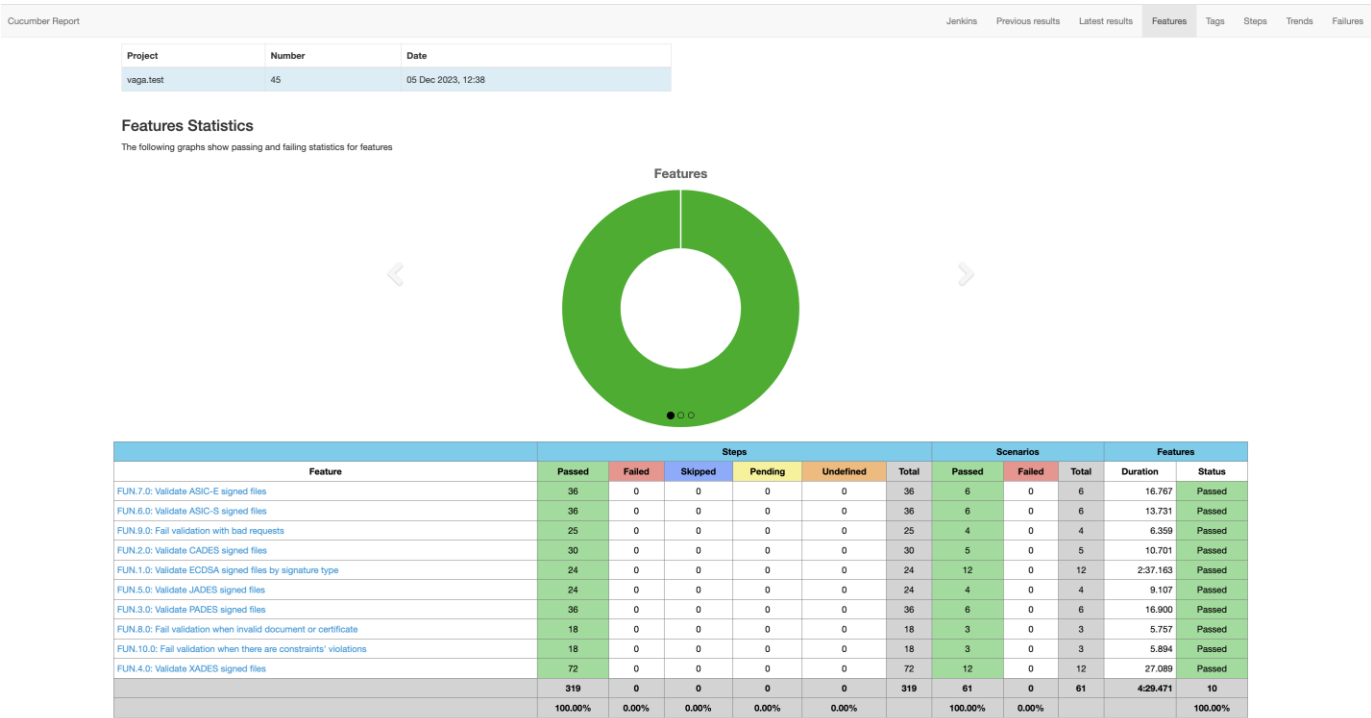 Cucumber Report Jenkins Previous results Latest results Features Tags Steps Trends Failures
Project Number Date
vaga.test 45 05 Dec 2023, 12:38
Features Statistics
The following graphs show passing and failing statistics for features
Features
Steps Scenarios Features
Feature Passed Failed Skipped Pending Undefined Total Passed Failed Total Duration Status
FUN.7.0: Validate ASIC-E signed files 36 0 0 0 0 36 6 0 6 16.767 Passed
FUN.6.0: Validate ASIC-S signed files 36 0 0 0 0 36 6 0 6 13.731 Passed
FUN.9.0: Fail validation with bad requests 25 0 0 0 0 25 4 0 4 6.359 Passed
FUN.2.0: Validate CADES signed files 30 0 0 0 0 30 5 0 5 10.701 Passed
FUN.1.0: Validate ECDSA signed files by signature type 24 0 0 0 0 24 12 0 12 2:37.163 Passed
FUN.5.0: Validate JADES signed files 24 0 0 0 0 24 4 0 4 9.107 Passed
FUN.3.0: Validate PADES signed files 36 0 0 0 0 36 6 0 6 16.900 Passed
FUN.8.0: Fail validation when invalid document or certificate 18 0 0 0 0 18 3 0 3 5.757 Passed
FUN.10.0: Fail validation when there are constraints' violations 18 0 0 0 0 18 3 0 3 5.894 Passed
FUN.4.0: Validate XADES signed files 72 0 0 0 0 72 12 0 12 27.089 Passed
319 0 0 0 0 319 61 0 61 4:29.471 10
100.00% 0.00% 0.00% 0.00% 0.00% 100.00% 0.00% 100.00%